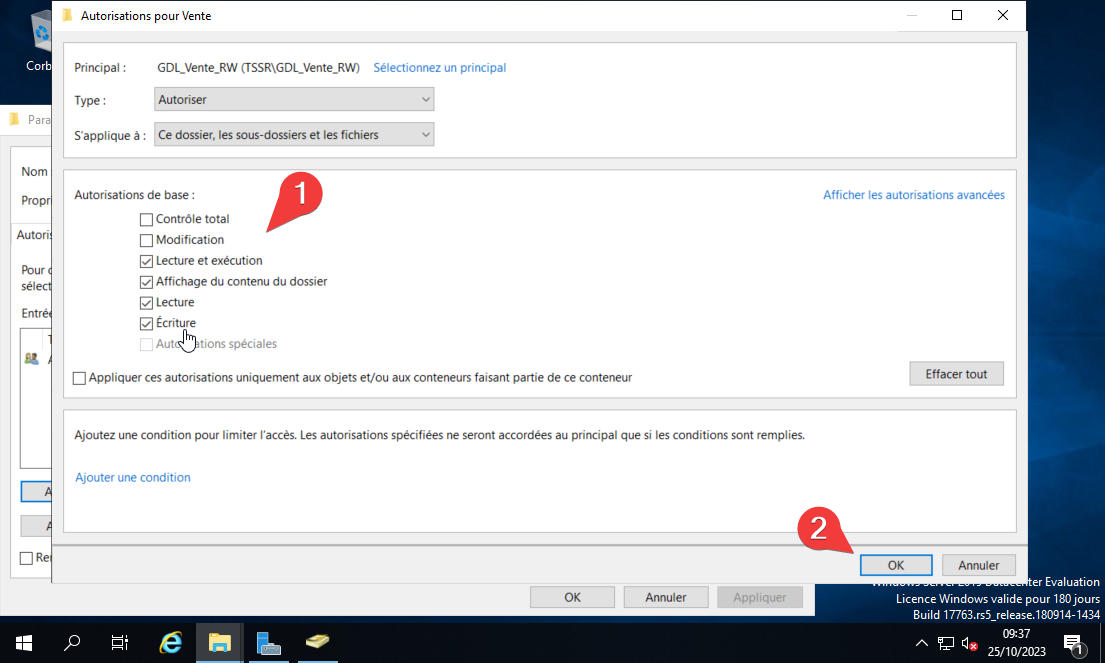 Autorisations pour Vente
Corb
Para
Principal : GDL_Vente_RW (TSSR\GDL_Vente_RW) Sélectionnez un principal
Type : Autoriser
S'applique à : Ce dossier, les sous-dossiers et les fichiers
Nom
Propri
Autoris
Pour c
sélect
Entrée
Autorisations de base : Afficher les autorisations avancées
1
Contrôle total
Modification
Lecture et exécution
Affichage du contenu du dossier
Lecture
Écriture
Autorisations spéciales
Appliquer ces autorisations uniquement aux objets et/ou aux conteneurs faisant partie de ce conteneur
Effacer tout
Ajoutez une condition pour limiter l'accès. Les autorisations spécifiées ne seront accordées au principal que si les conditions sont remplies.
Ajouter une condition
2
OK Annuler
Rem
OK Annuler Appliquer
Windows Server 2019 Datacenter Evaluation
Licence Windows valide pour 180 jours
Build 17763.rs5_release.180914-1434
09:37
25/10/2023
1